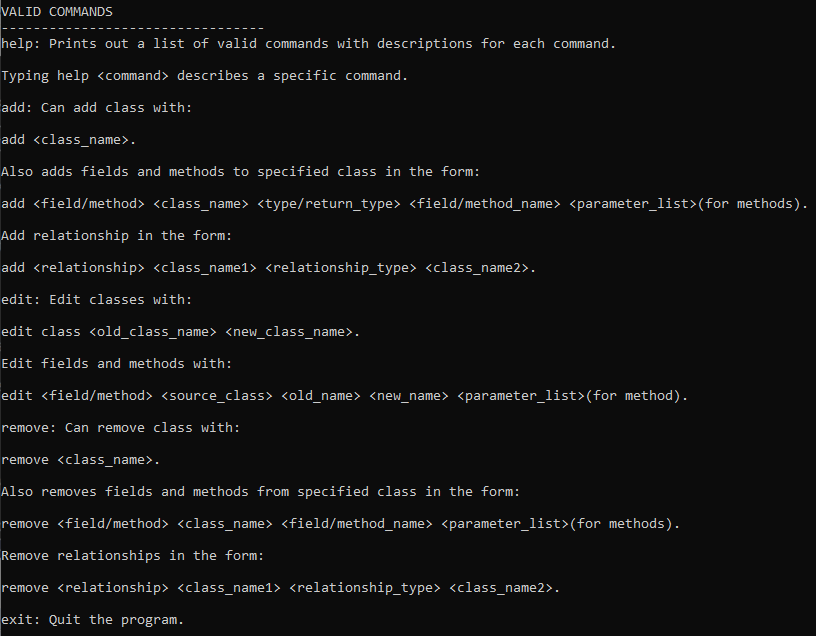 VALID COMMANDS
---------------------------------
help: Prints out a list of valid commands with descriptions for each command.
Typing help <command> describes a specific command.
add: Can add class with:
add <class_name>.
Also adds fields and methods to specified class in the form:
add <field/method> <class_name> <type/return_type> <field/method_name> <parameter_list>(for methods).
Add relationship in the form:
add <relationship> <class_name1> <relationship_type> <class_name2>.
edit: Edit classes with:
edit class <old_class_name> <new_class_name>.
Edit fields and methods with:
edit <field/method> <source_class> <old_name> <new_name> <parameter_list>(for method).
remove: Can remove class with:
remove <class_name>.
Also removes fields and methods from specified class in the form:
remove <field/method> <class_name> <field/method_name> <parameter_list>(for methods).
Remove relationships in the form:
remove <relationship> <class_name1> <relationship_type> <class_name2>.
exit: Quit the program.